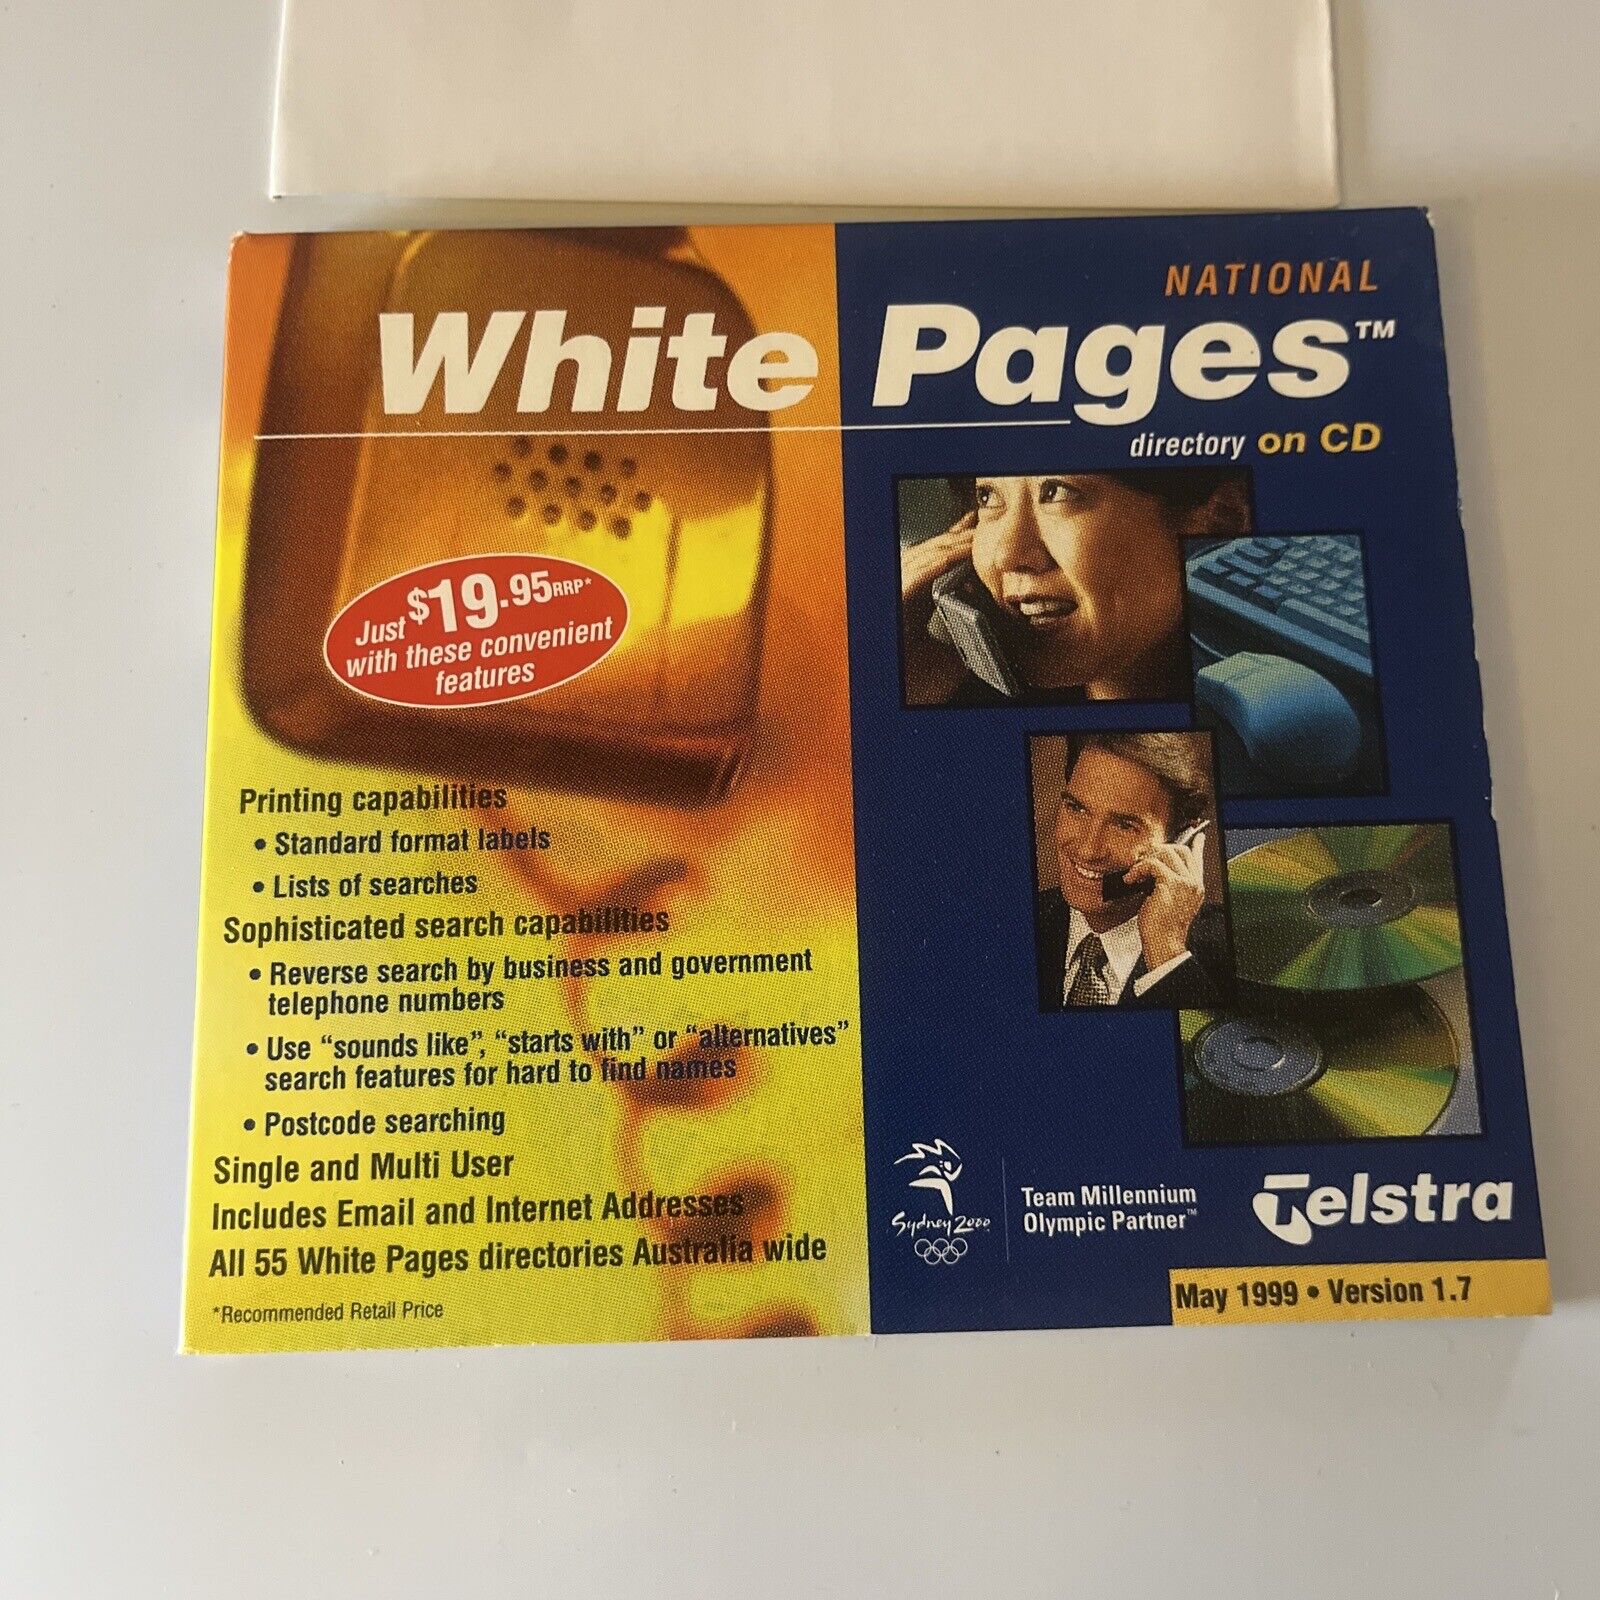 NATIONAL
White Pages™
directory on CD
Just $19.95RRP*
with these convenient
features
Printing capabilities
• Standard format labels
• Lists of searches
Sophisticated search capabilities
• Reverse search by business and government
telephone numbers
• Use “sounds like”, “starts with” or “alternatives”
search features for hard to find names
• Postcode searching
Single and Multi User
Includes Email and Internet Addresses
All 55 White Pages directories Australia wide
*Recommended Retail Price
Sydney 2000
Team Millennium
Olympic Partner™
Telstra
May 1999 • Version 1.7